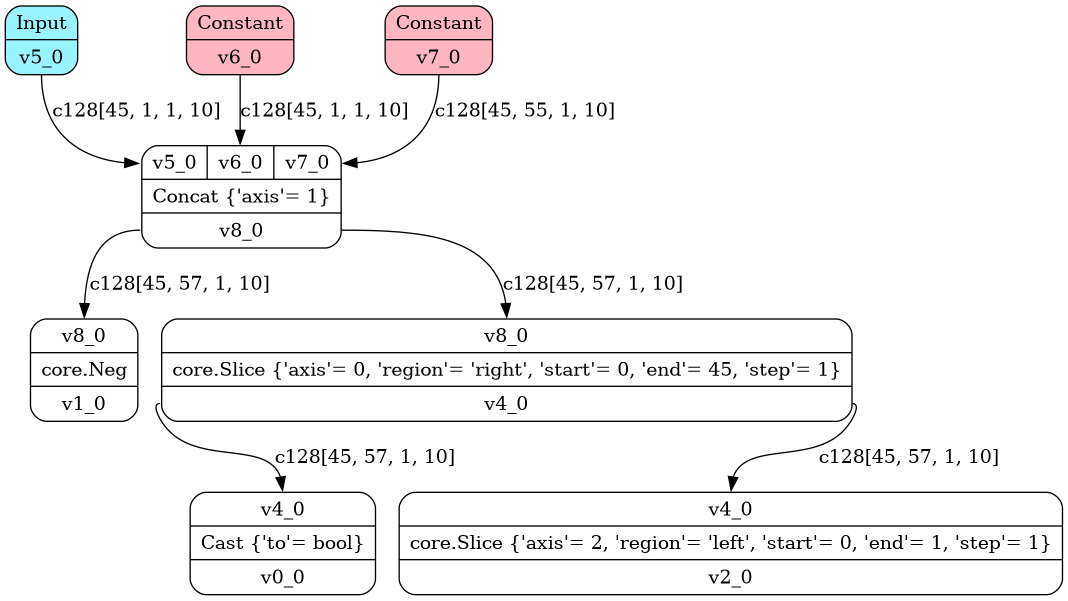 Input
v5_0
Constant
v6_0
Constant
v7_0
c128[45, 1, 1, 10]
c128[45, 1, 1, 10]
c128[45, 55, 1, 10]
v5_0
v6_0
v7_0
Concat {'axis'= 1}
v8_0
c128[45, 57, 1, 10]
c128[45, 57, 1, 10]
v8_0
core.Neg
v1_0
v8_0
core.Slice {'axis'= 0, 'region'= 'right', 'start'= 0, 'end'= 45, 'step'= 1}
v4_0
c128[45, 57, 1, 10]
c128[45, 57, 1, 10]
v4_0
Cast {'to'= bool}
v0_0
v4_0
core.Slice {'axis'= 2, 'region'= 'left', 'start'= 0, 'end'= 1, 'step'= 1}
v2_0